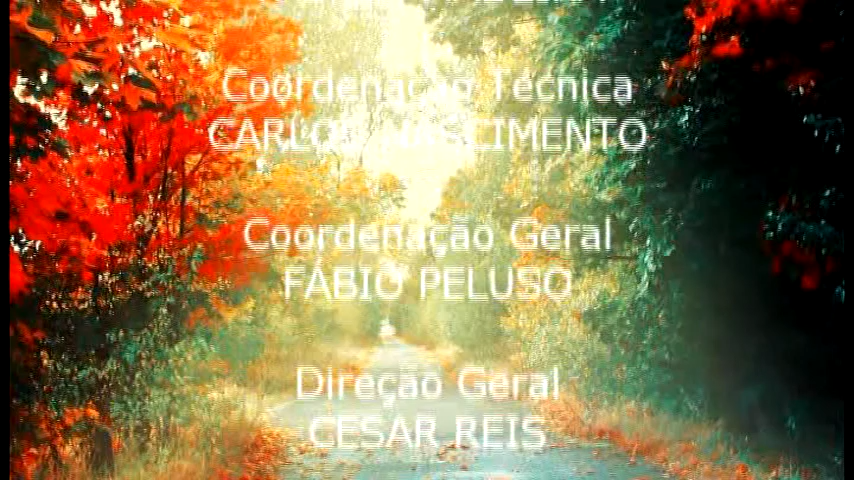 Coordenação Técnica
CARLOS NASCIMENTO
Coordenação Geral
FÁBIO PELUSO
Direção Geral
CESAR REIS